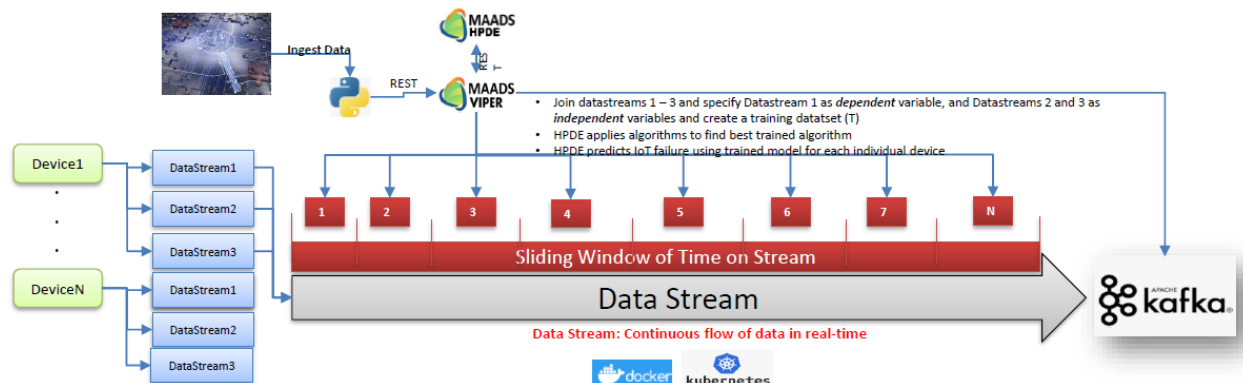 MAADS
HPDE
Ingest Data
RES
T
REST
MAADS
VIPER
• Join datastreams 1 – 3 and specify Datastream 1 as dependent variable, and Datastreams 2 and 3 as
independent variables and create a training datatset (T)
• HPDE applies algorithms to find best trained algorithm
• HPDE predicts IoT failure using trained model for each individual device
Device1
DataStream1
DataStream2
DataStream3
DeviceN
DataStream1
DataStream2
DataStream3
1
2
3
4
5
6
7
N
Sliding Window of Time on Stream
Data Stream
Data Stream: Continuous flow of data in real-time
APACHE
kafka®
docker
kubernetes